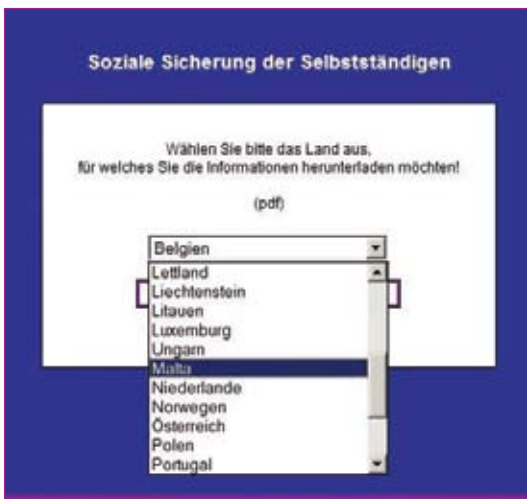 Soziale Sicherung der Selbstständigen
Wählen Sie bitte das Land aus,
für welches Sie die Informationen herunterladen möchten!
(pdf)
Belgien
Lettland
Liechtenstein
Litauen
Luxemburg
Ungarn
Malta
Niederlande
Norwegen
Österreich
Polen
Portugal